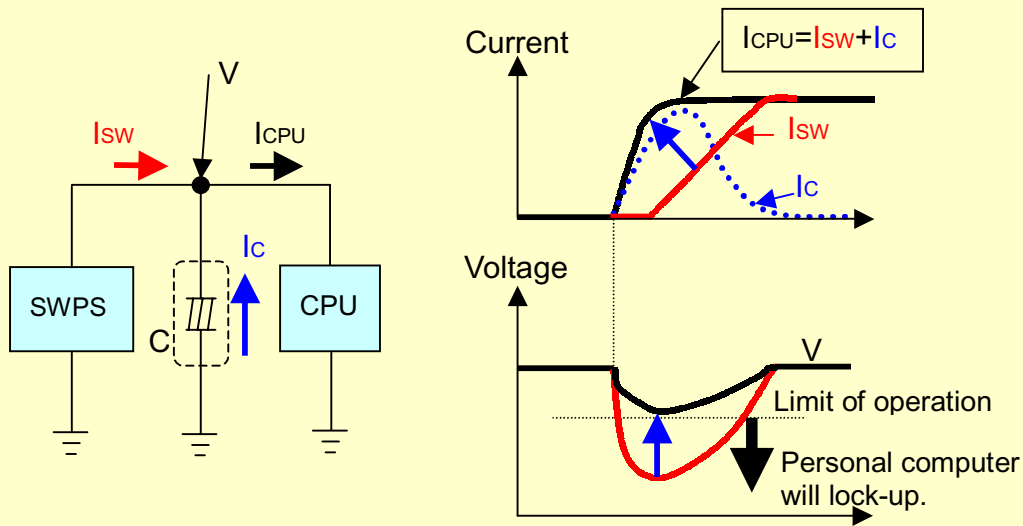 V
ISW
ICPU
IC
SWPS
C
CPU
Current
ICPU=ISW+IC
ISW
IC
Voltage
V
Limit of operation
Personal computer
will lock-up.